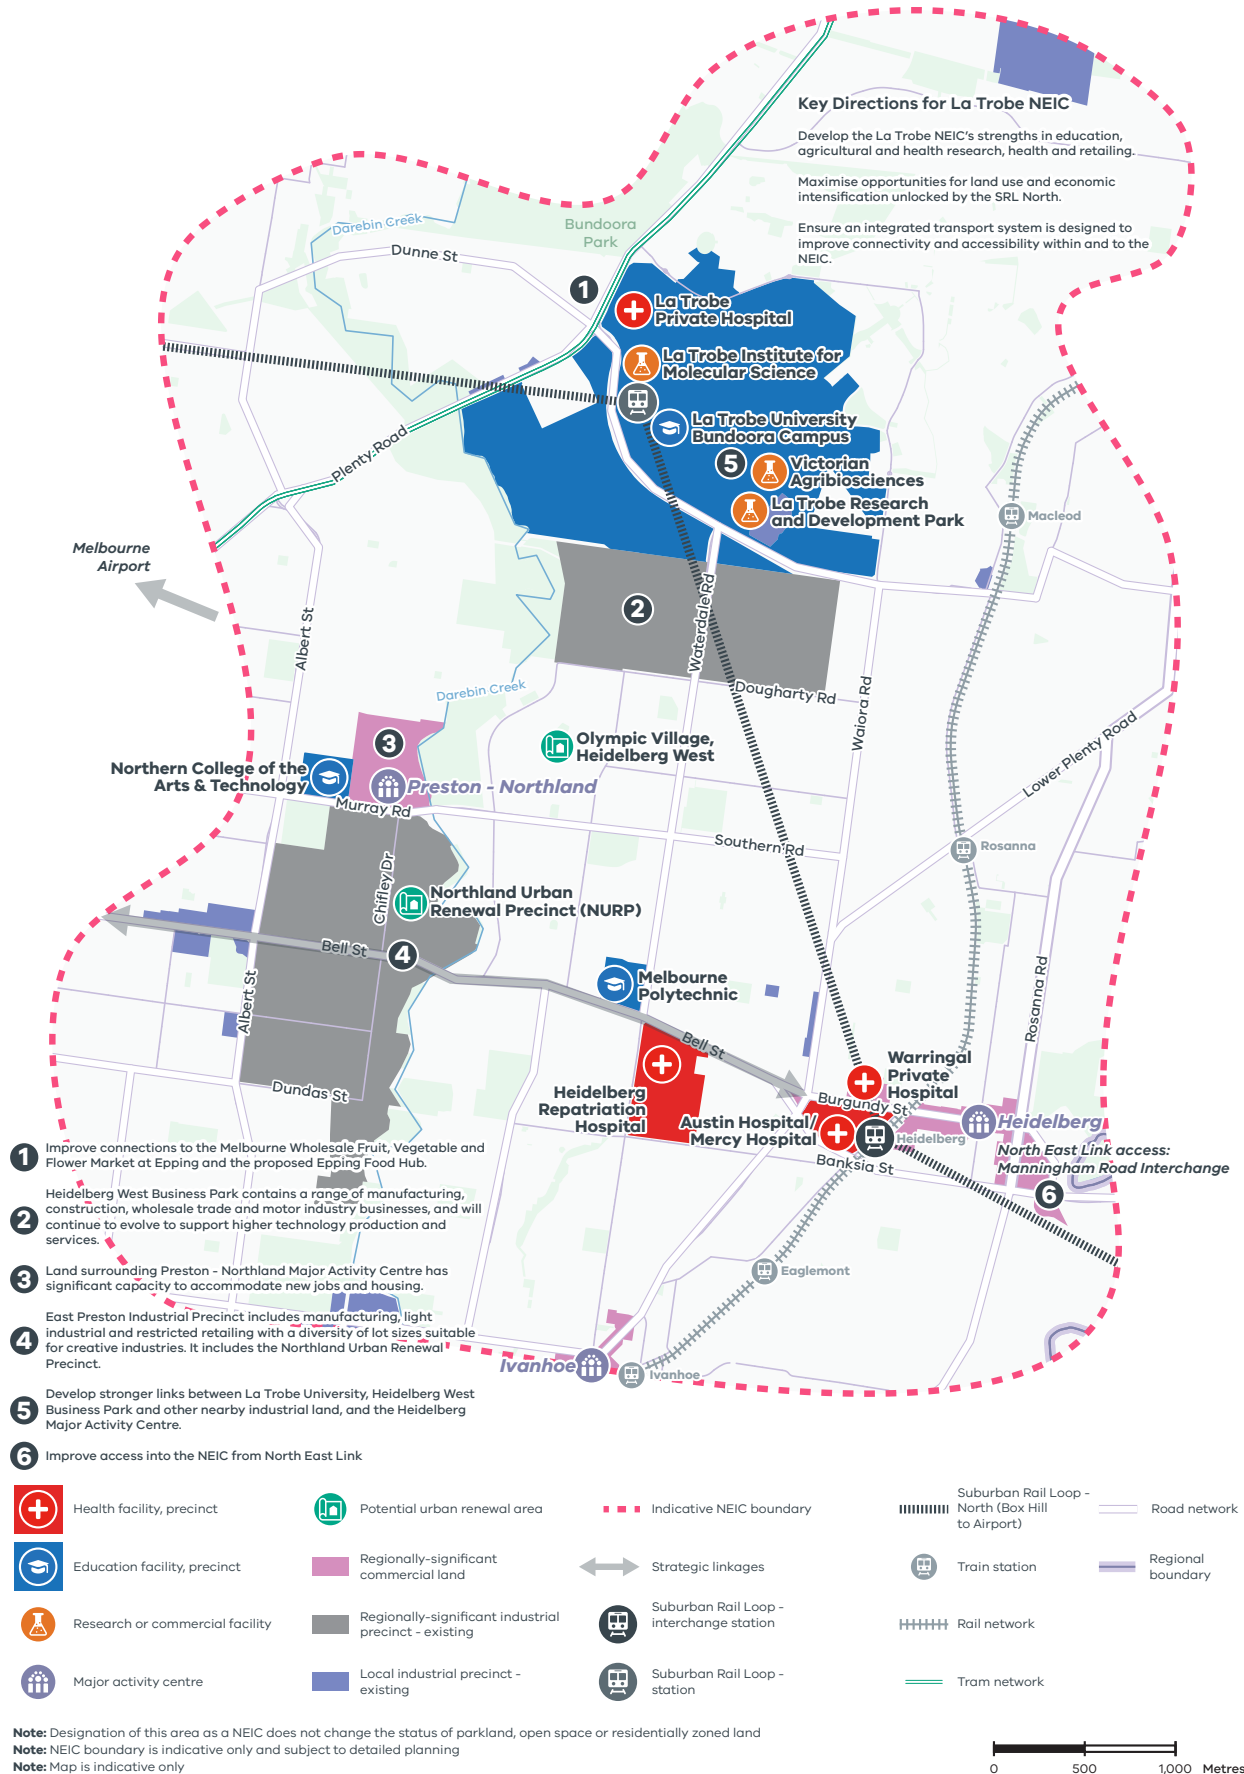 Key Directions for La Trobe NEIC
Develop the La Trobe NEIC's strengths in education,
agricultural and health research, health and retailing.
Maximise opportunities for land use and economic
intensification unlocked by the SRL North.
Ensure an integrated transport system is designed to
improve connectivity and accessibility within and to the
NEIC.
Darebin Creek
Bundoora
Park
Dunne St
1
La Trobe
Private Hospital
La Trobe Institute for
Molecular Science
La Trobe University
Bundoora Campus
Plenty Road
5
Victorian
Agribiosciences
La Trobe Research
and Development Park
Macleod
Melbourne
Airport
2
Albert St
Waterdale Rd
Darebin Creek
Dougharty Rd
Waiora Rd
3
Olympic Village,
Heidelberg West
Lower Plenty Road
Northern College of the
Arts & Technology
Preston - Northland
Murray Rd
Southern Rd
Rosanna
Chifley Dr
Northland Urban
Renewal Precinct (NURP)
Bell St
4
Melbourne
Polytechnic
Albert St
Rosanna Rd
Bell St
Dundas St
Heidelberg
Repatriation
Hospital
Warringal
Private
Hospital
Burgundy St
Austin Hospital/
Mercy Hospital
Heidelberg
Heidelberg
Banksia St
North East Link access:
Manningham Road Interchange
6
Eaglemont
Ivanhoe
Ivanhoe
1
Improve connections to the Melbourne Wholesale Fruit, Vegetable and
Flower Market at Epping and the proposed Epping Food Hub.
2
Heidelberg West Business Park contains a range of manufacturing,
construction, wholesale trade and motor industry businesses, and will
continue to evolve to support higher technology production and
services.
3
Land surrounding Preston - Northland Major Activity Centre has
significant capacity to accommodate new jobs and housing.
4
East Preston Industrial Precinct includes manufacturing, light
industrial and restricted retailing with a diversity of lot sizes suitable
for creative industries. It includes the Northland Urban Renewal
Precinct.
5
Develop stronger links between La Trobe University, Heidelberg West
Business Park and other nearby industrial land, and the Heidelberg
Major Activity Centre.
6
Improve access into the NEIC from North East Link
Health facility, precinct
Potential urban renewal area
Indicative NEIC boundary
Suburban Rail Loop -
North (Box Hill
to Airport)
Road network
Education facility, precinct
Regionally-significant
commercial land
Strategic linkages
Train station
Regional
boundary
Research or commercial facility
Regionally-significant industrial
precinct - existing
Suburban Rail Loop -
interchange station
Rail network
Major activity centre
Local industrial precinct -
existing
Suburban Rail Loop -
station
Tram network
Note: Designation of this area as a NEIC does not change the status of parkland, open space or residentially zoned land
Note: NEIC boundary is indicative only and subject to detailed planning
Note: Map is indicative only
0 500 1,000 Metres